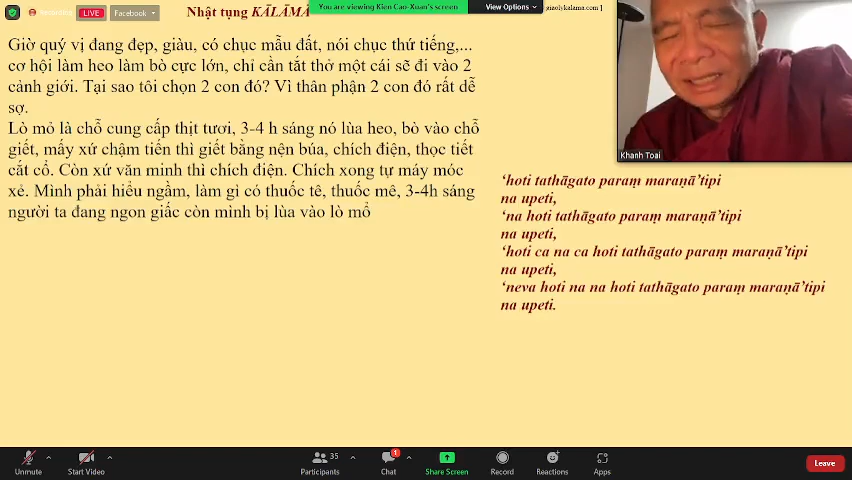 LIVE
Facebook
Nhật tụng KĀLĀMA
You are viewing Kien Cao-Xuan's screen
View Options
giaolykalama.com ]
Giờ quý vị đang đẹp, giàu, có chục mẫu đất, nói chục thứ tiếng,...
cơ hội làm heo làm bò cực lớn, chỉ cần tắt thở một cái sẽ đi vào 2
cảnh giới. Tại sao tôi chọn 2 con đó? Vì thân phận 2 con đó rất dễ
sợ.
Lò mỏ là chỗ cung cấp thịt tươi, 3-4 h sáng nó lùa heo, bò vào chỗ
giết, mấy xứ chậm tiến thì giết bằng nện búa, chích điện, thọc tiết
cắt cổ. Còn xứ văn minh thì chích điện. Chích xong tự máy móc
xẻ. Mình phải hiểu ngầm, làm gì có thuốc tê, thuốc mê, 3-4h sáng
người ta đang ngon giấc còn mình bị lùa vào lò mổ
Khanh Toai
‘hoti tathāgato paraṃ maraṇā’tipi
na upeti,
‘na hoti tathāgato paraṃ maraṇā’tipi
na upeti,
‘hoti ca na ca hoti tathāgato paraṃ maraṇā’tipi
na upeti,
‘neva hoti na na hoti tathāgato paraṃ maraṇā’tipi
na upeti.
Unmute
Start Video
35
Participants
1
Chat
Share Screen
Record
Reactions
Apps
Leave